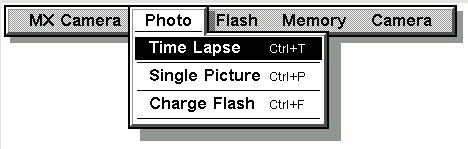 MX Camera Photo Flash Memory Camera
Time Lapse Ctrl+T
Single Picture Ctrl+P
Charge Flash Ctrl+F